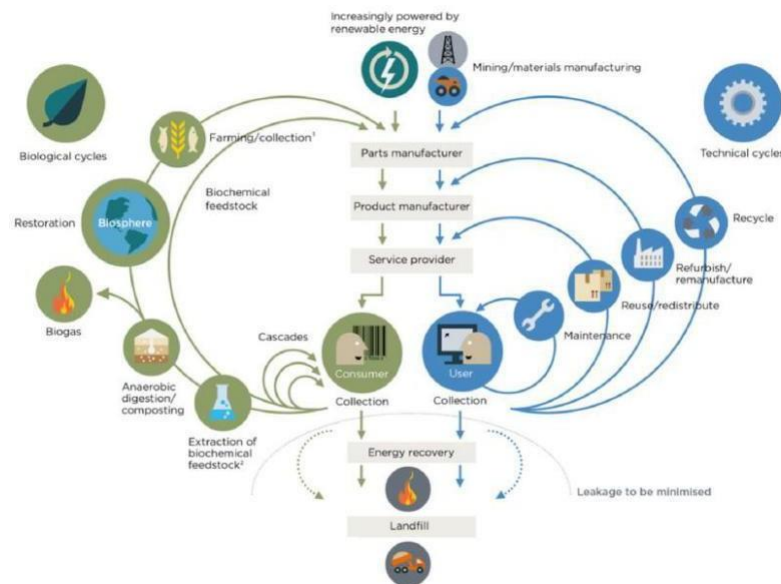 Increasingly powered by
renewable energy
Mining/materials manufacturing
Biological cycles
Farming/collection¹
Parts manufacturer
Technical cycles
Biochemical
feedstock
Restoration
Biosphere
Product manufacturer
Recycle
Service provider
Refurbish/
remanufacture
Reuse/redistribute
Biogas
Maintenance
Cascades
Consumer
User
Anaerobic
digestion/
composting
Collection
Collection
Extraction of
biochemical
feedstock²
Energy recovery
Leakage to be minimised
Landfill